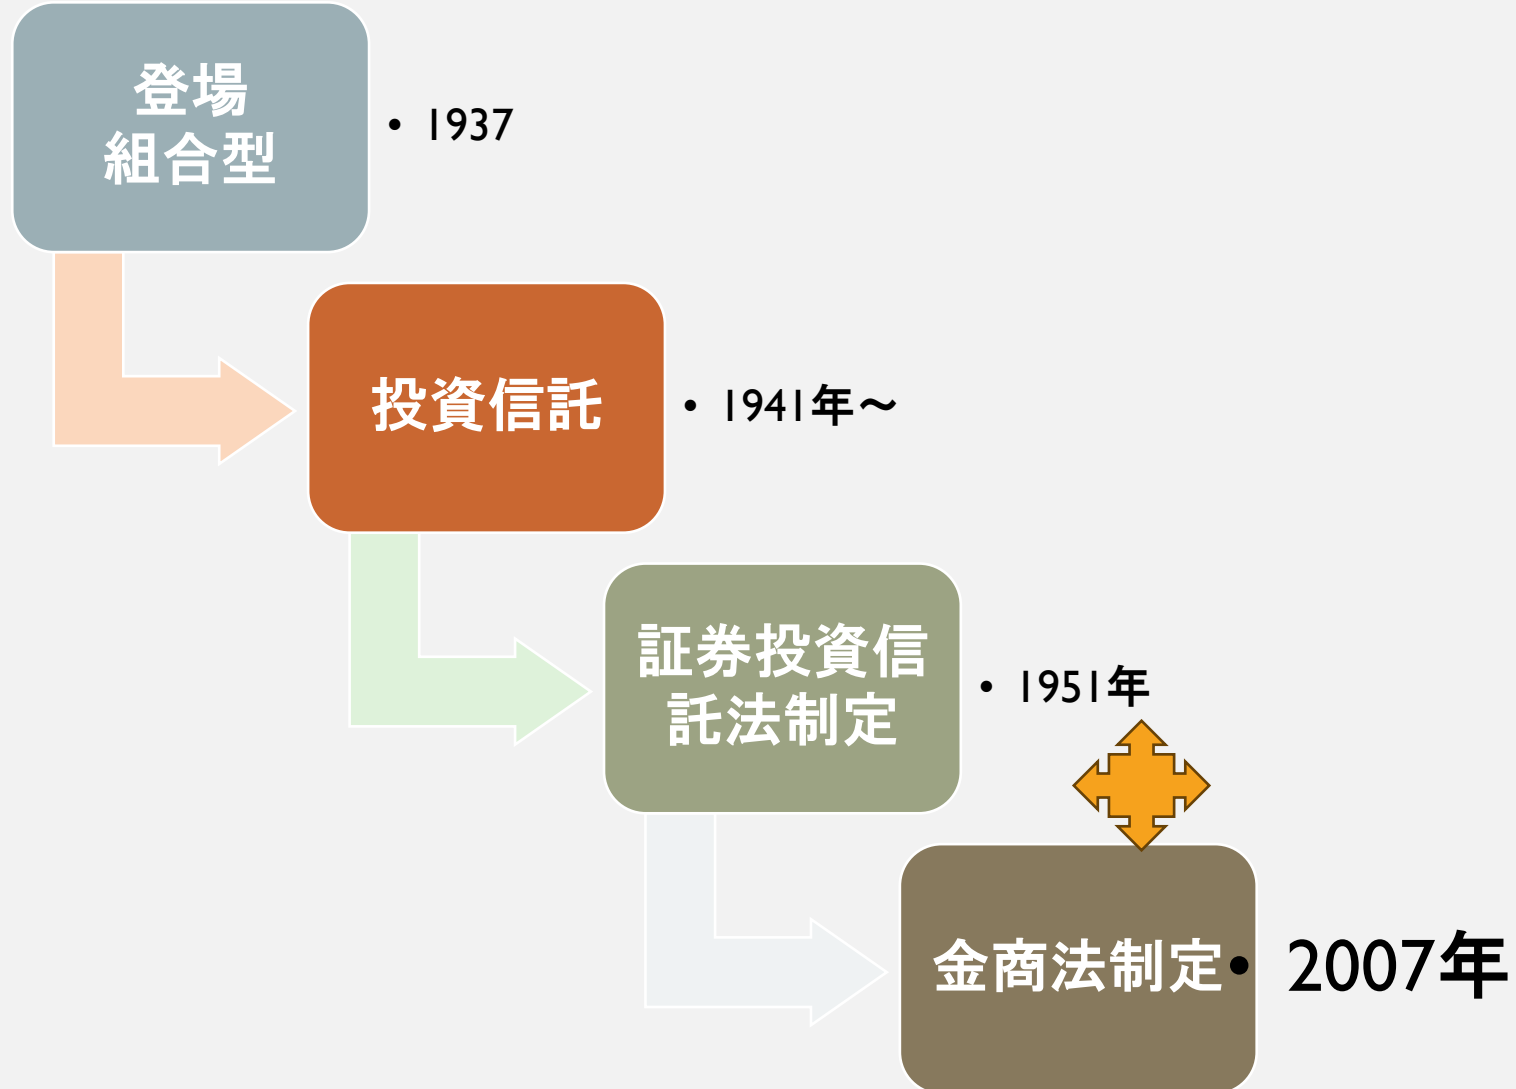 登場
組合型
• 1937
投資信託
• 1941年～
証券投資信
託法制定
• 1951年
金商法制定
• 2007年